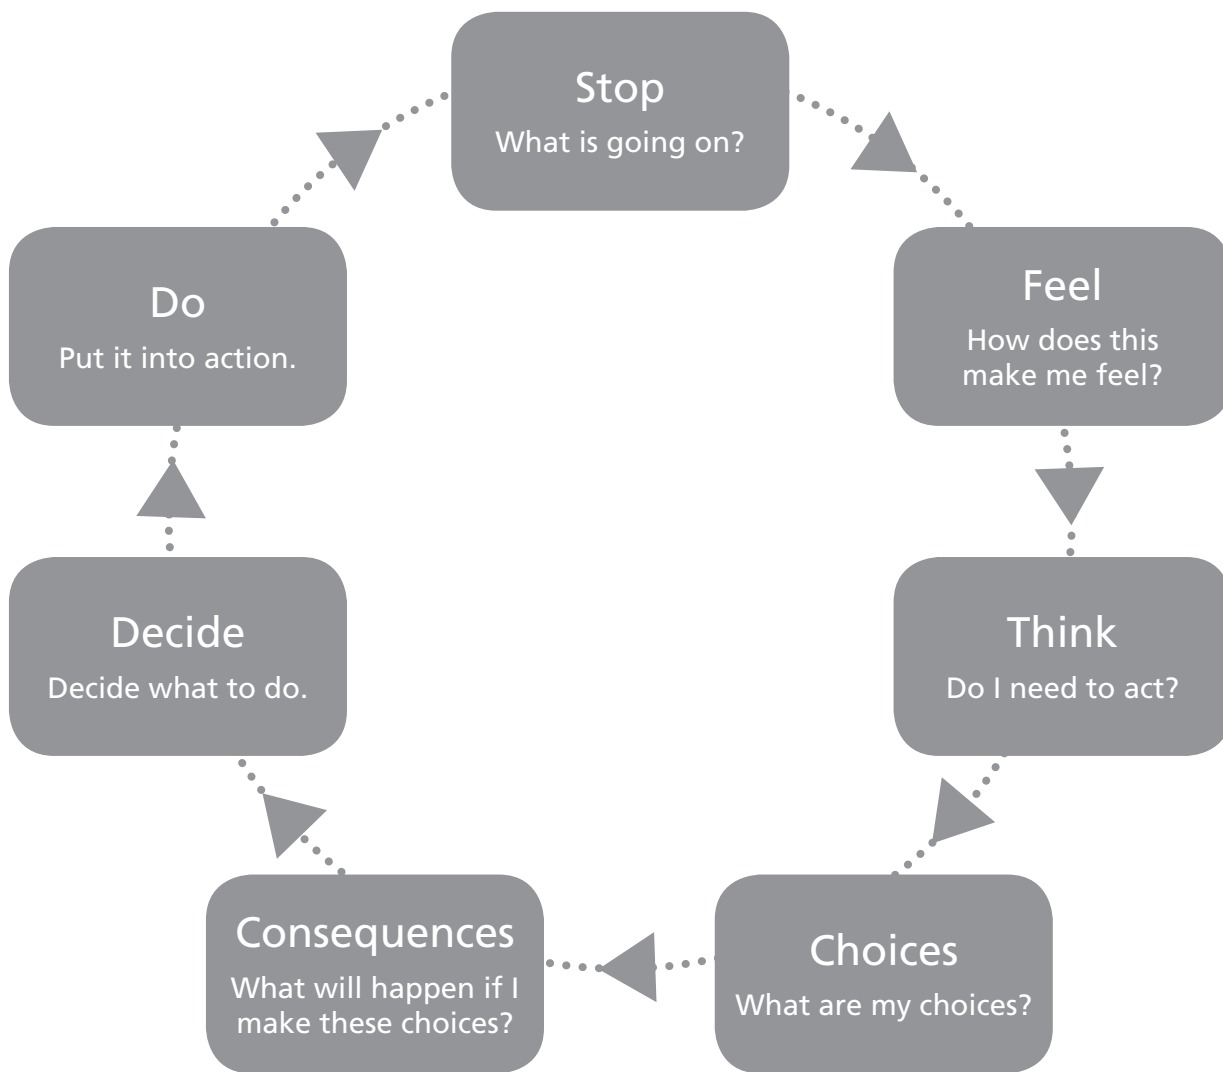 Stop
What is going on?
Feel
How does this
make me feel?
Think
Do I need to act?
Choices
What are my choices?
Consequences
What will happen if I
make these choices?
Decide
Decide what to do.
Do
Put it into action.